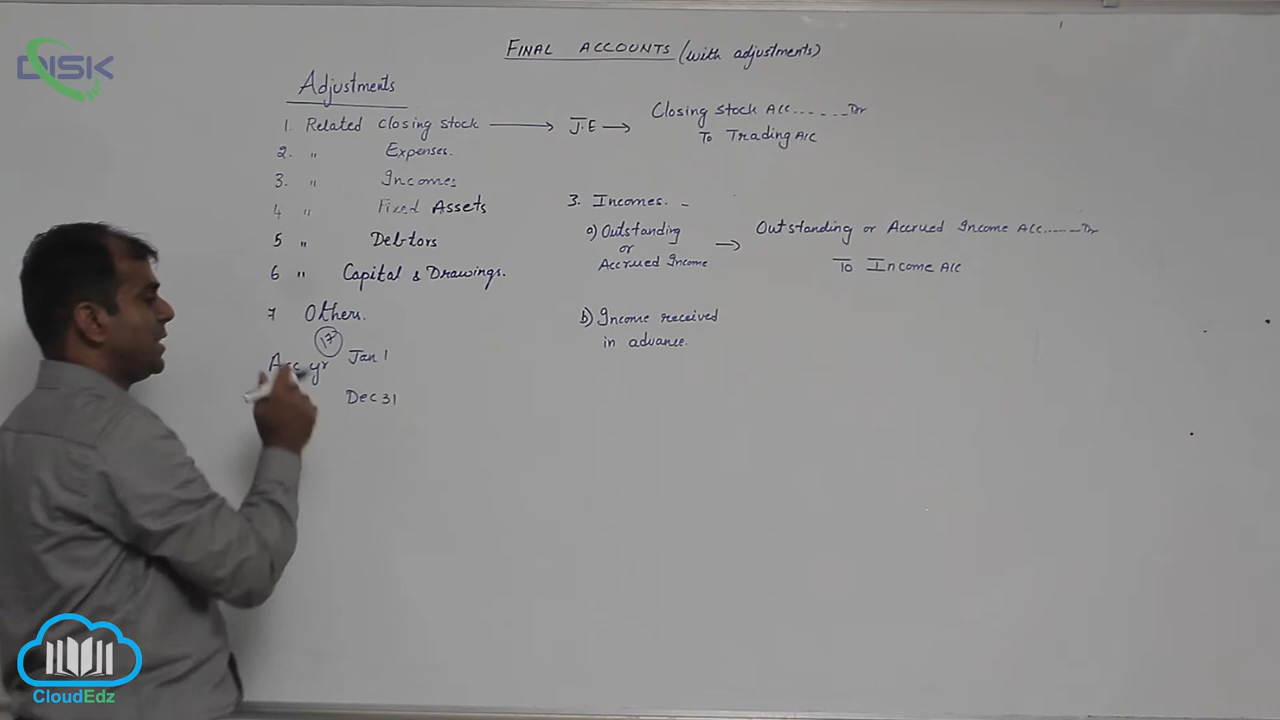 DISK
FINAL ACCOUNTS (with adjustments)
Adjustments
1. Related closing stock → J.E → Closing stock A/c......Dr
To Trading A/c
2. " Expenses.
3. " Incomes
4 " Fixed Assets
5 " Debtors
6 " Capital & Drawings.
7 Others.
17
Acc yr Jan 1
Dec 31
3. Incomes. -
a) Outstanding
or
Accrued Income
→ Outstanding or Accrued Income A/c......Dr
To Income A/c
b) Income received
in advance.
CloudEdz